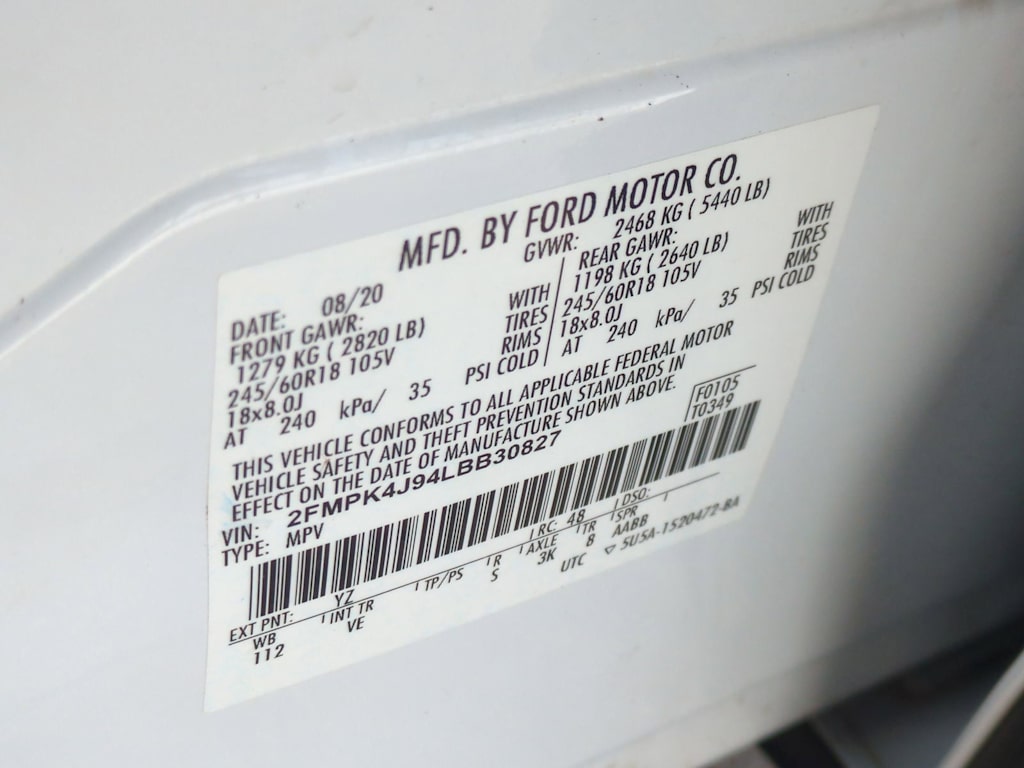 MFD. BY FORD MOTOR CO.
DATE: 08/20 GVWR: 2468 KG ( 5440 LB)
FRONT GAWR: REAR GAWR:
1279 KG ( 2820 LB) WITH 1198 KG ( 2640 LB) WITH
245/60R18 105V TIRES 245/60R18 105V TIRES
18x8.0J RIMS 18x8.0J RIMS
AT 240 kPa/ 35 PSI COLD AT 240 kPa/ 35 PSI COLD
THIS VEHICLE CONFORMS TO ALL APPLICABLE FEDERAL MOTOR
VEHICLE SAFETY AND THEFT PREVENTION STANDARDS IN
EFFECT ON THE DATE OF MANUFACTURE SHOWN ABOVE.
VIN: 2FMPK4J94LBB30827 F0105
TYPE: MPV T0349
EXT PNT: YZ RC: 48 DSO:
WB INT TR TP/PS R AXLE TR SPR
112 VE S 3K B AABB
UTC ▽ 5U5A-1520472-BA